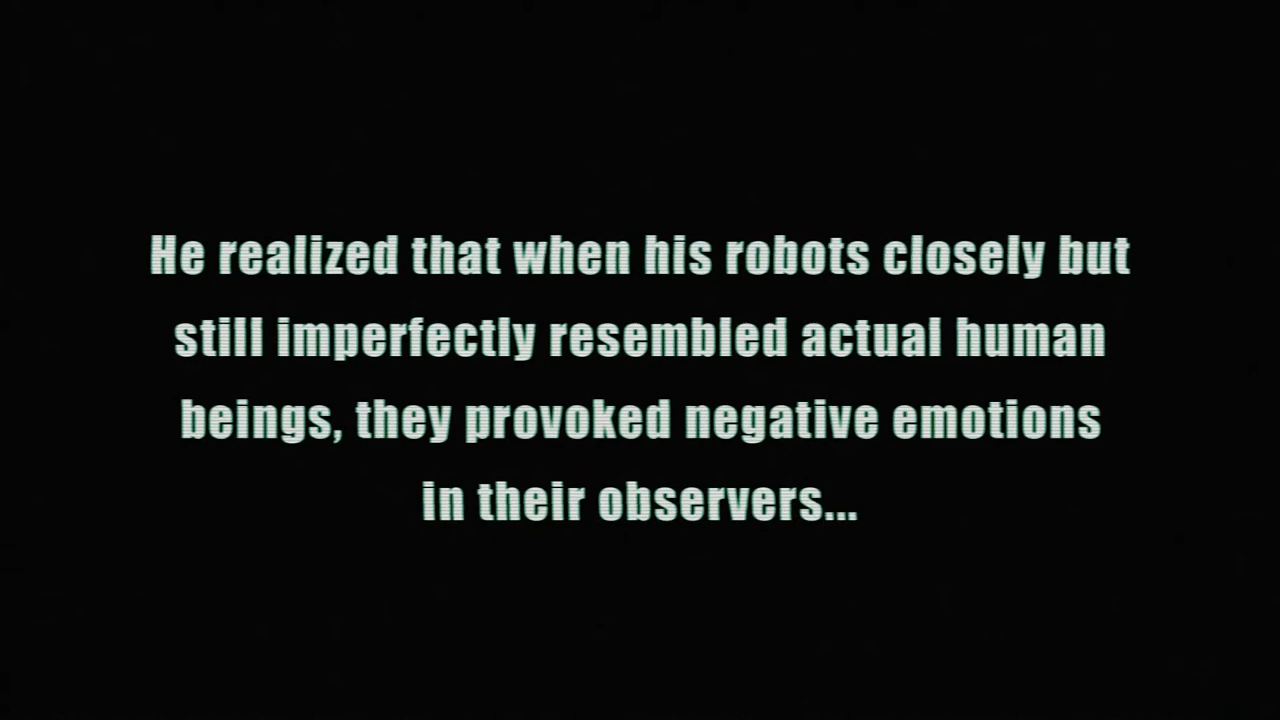 He realized that when his robots closely but
still imperfectly resembled actual human
beings, they provoked negative emotions
in their observers...